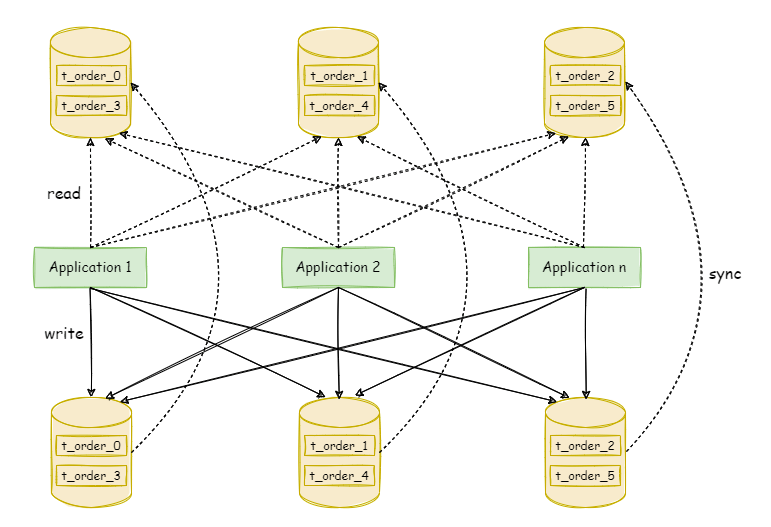 t_order_0
t_order_3
t_order_1
t_order_4
t_order_2
t_order_5
read
Application 1
Application 2
Application n
sync
write
t_order_0
t_order_3
t_order_1
t_order_4
t_order_2
t_order_5